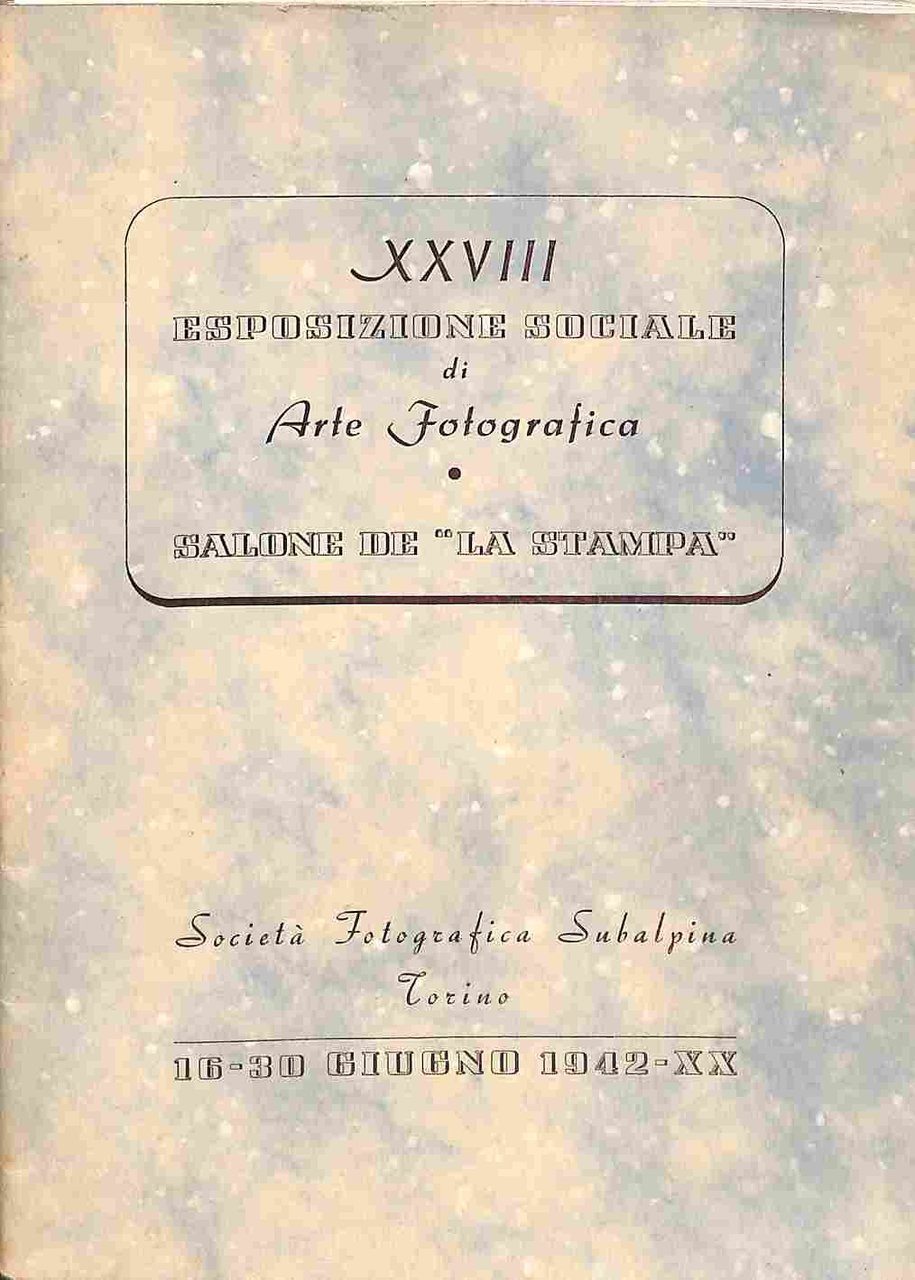 XXVIII
ESPOSIZIONE SOCIALE
di
Arte Fotografica
•
SALONE DE “LA STAMPA”
Società Fotografica Subalpina
Torino
16-30 GIUGNO 1942-XX